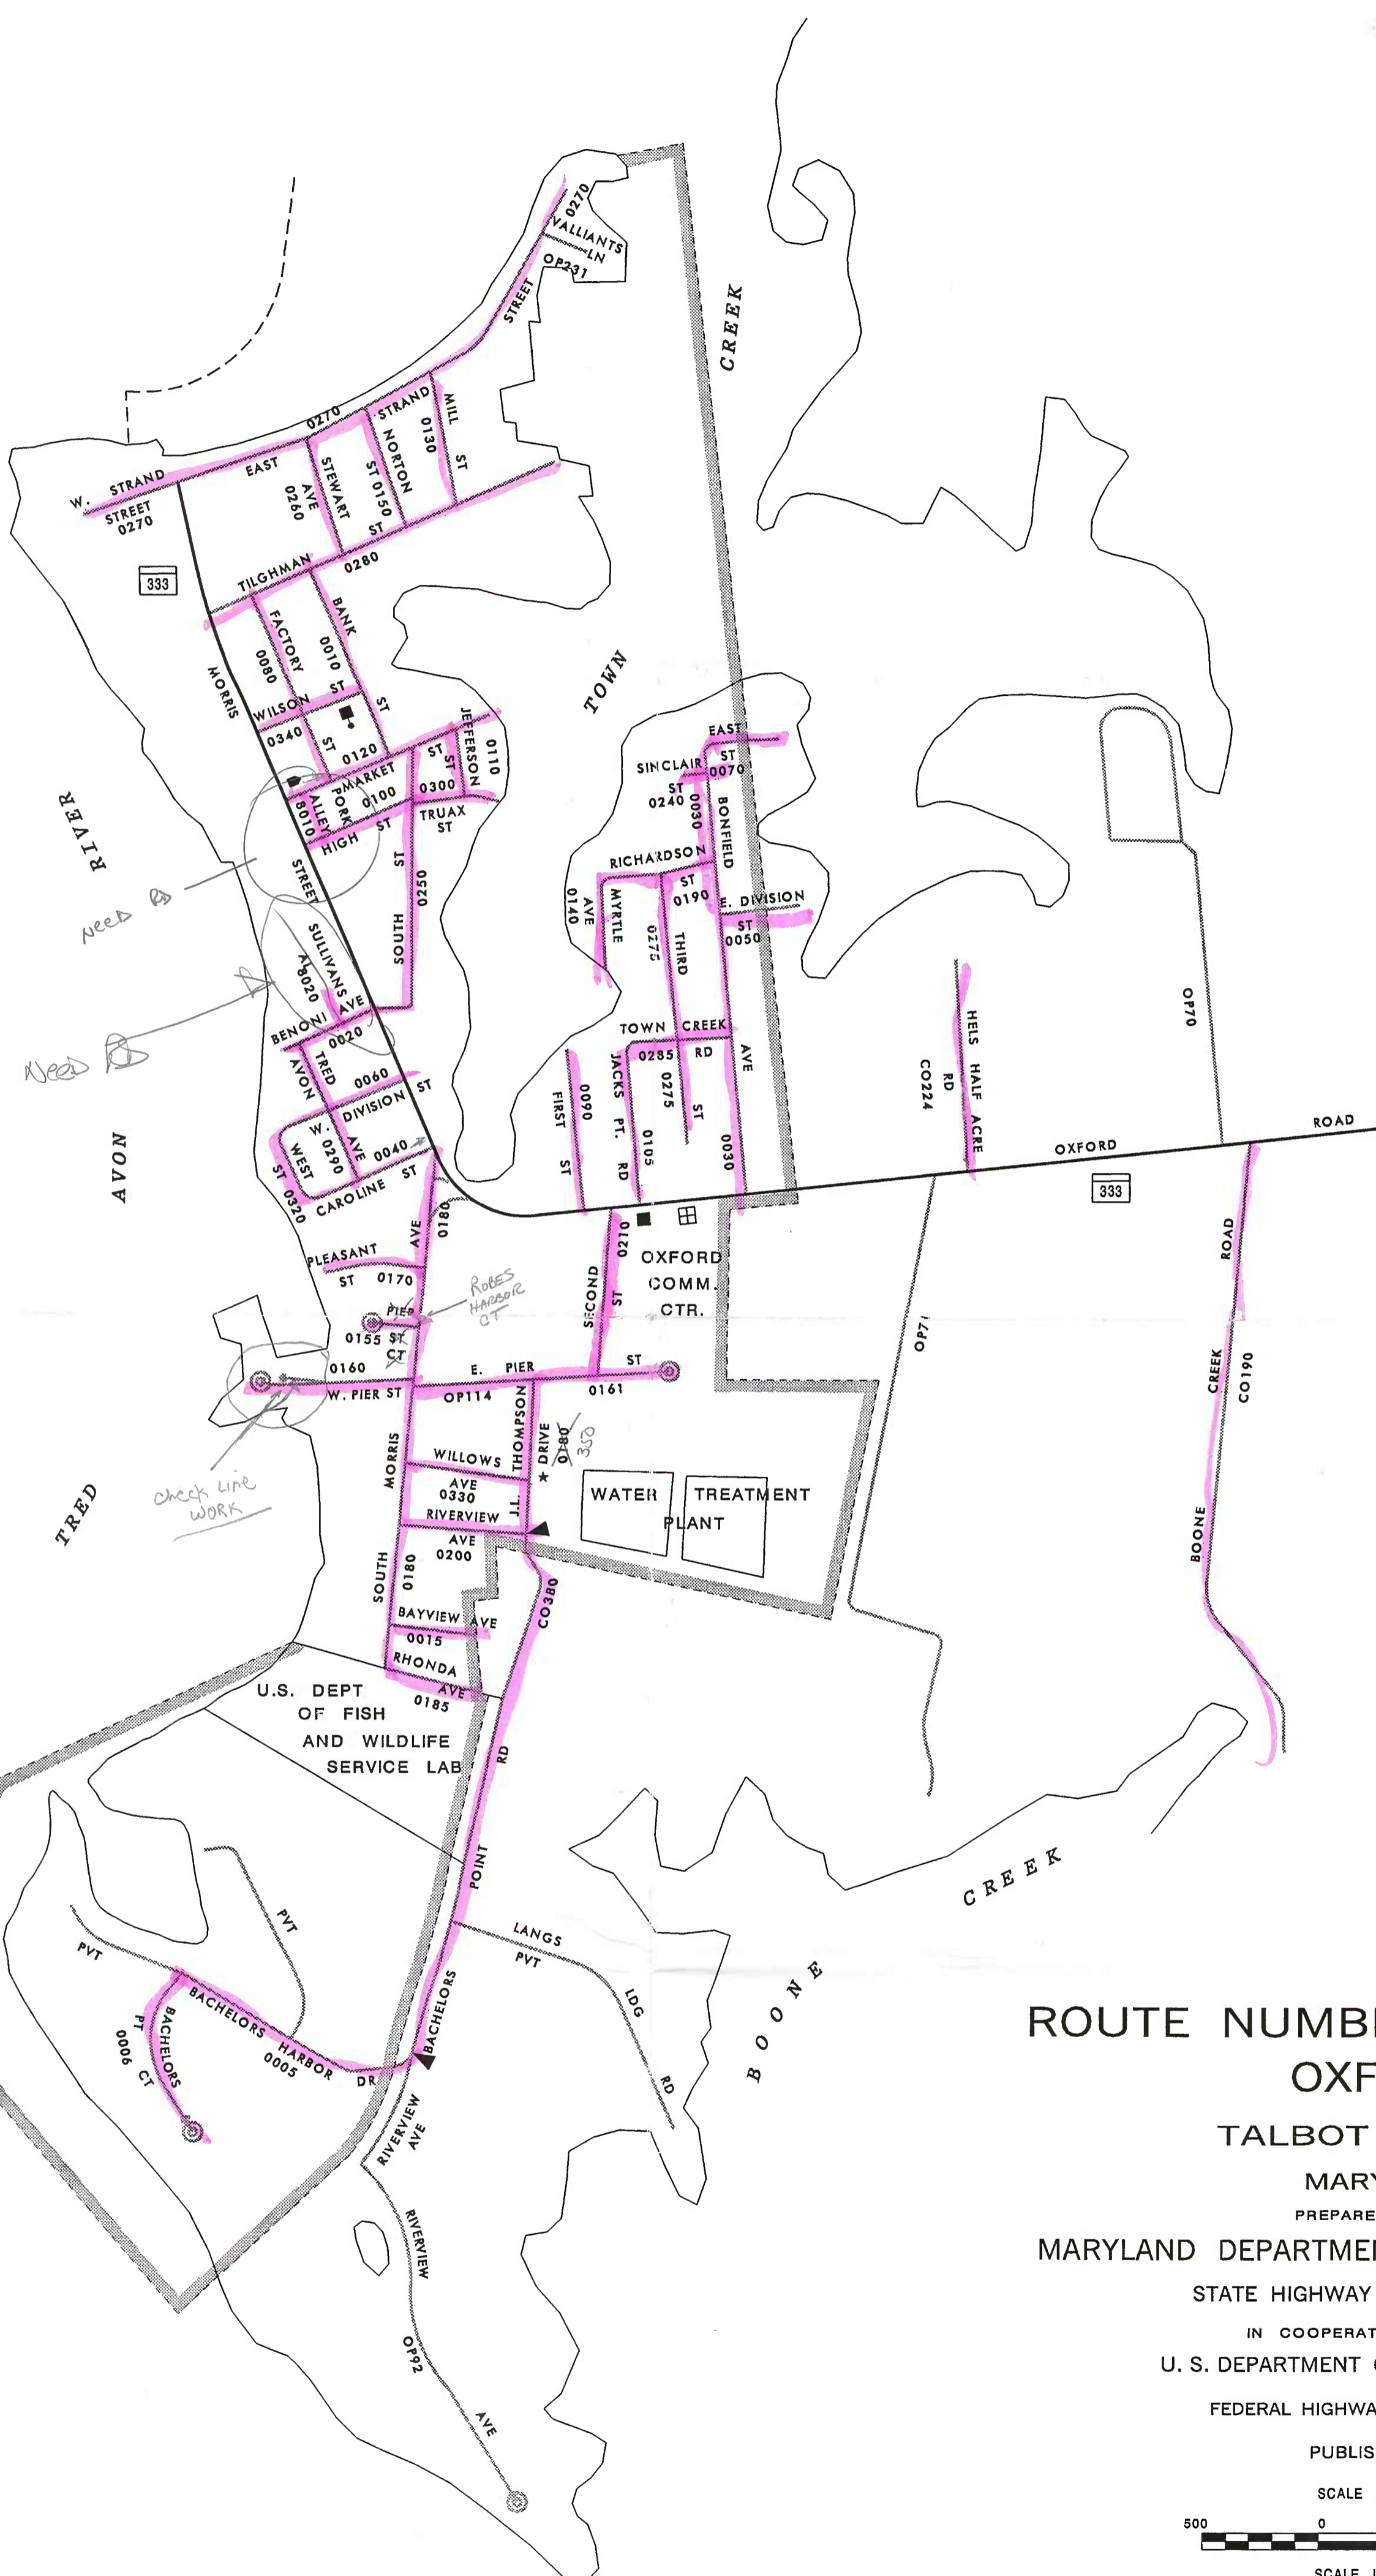 0270
VALLIANTS
LN
OP231
STREET
CREEK
0270
STRAND
MILL
0130
ST
NORTON
ST 0150
EAST
STEWART
AVE
0260
W. STRAND
STREET
0270
ST
0280
TILGHMAN
333
BANK
0010
ST
FACTORY
0080
ST
MORRIS
TOWN
WILSON ST
0340
0120
MARKET
ST
JEFFERSON
ST
0110
0300
TRUAX
ST
PORK
ALLEY
8010
0100
HIGH ST
EAST
ST
0070
SINCLAIR
ST
0240
0030
BONFIELD
RICHARDSON
ST
0190
E. DIVISION
ST
0050
RIVER
STREET
ST
0250
SOUTH
NEED RD
0140
AVE
MYRTLE
0275
THIRD
SULLIVANS
AL 8020
BENONI AVE
0020
NEED RD
TRED
AVON
AVE
0290
0060
W. DIVISION ST
0040
WEST
ST 0320
CAROLINE ST
TOWN CREEK
0285 RD
0275
ST
AVE
0030
JACKS PT. RD
0105
0090
FIRST ST
HELS HALF ACRE
RD
CO224
OP70
OXFORD
ROAD
333
AVON
AVE
0180
PLEASANT
ST 0170
ROBES
HARBOR
CT
PIER
0155 ST
CT
0210
SECOND ST
OXFORD
COMM.
CTR.
OP71
ROAD
CREEK
CO190
BOONE
0160
W. PIER ST
E. PIER ST
OP114
0161
THOMPSON
J.L.
DRIVE
0180
350
MORRIS
WILLOWS
AVE
0330
WATER TREATMENT
PLANT
check Line
WORK
TRED
RIVERVIEW
AVE
0200
SOUTH
0180
CO380
BAYVIEW AVE
0015
RHONDA
AVE
0185
U.S. DEPT
OF FISH
AND WILDLIFE
SERVICE LAB
RD
POINT
BACHELORS
CREEK
BOONE
PVT
PVT
LANGS
PVT
LDG
RD
BACHELORS HARBOR DR
0005
BACHELORS
PT
0006 CT
RIVERVIEW
AVE
RIVERVIEW
OP92
AVE
ROUTE NUMB
OXF
TALBOT
MARY
PREPARE
MARYLAND DEPARTME
STATE HIGHWAY
IN COOPERAT
U. S. DEPARTMENT
FEDERAL HIGHWA
PUBLIS
SCALE
500 0